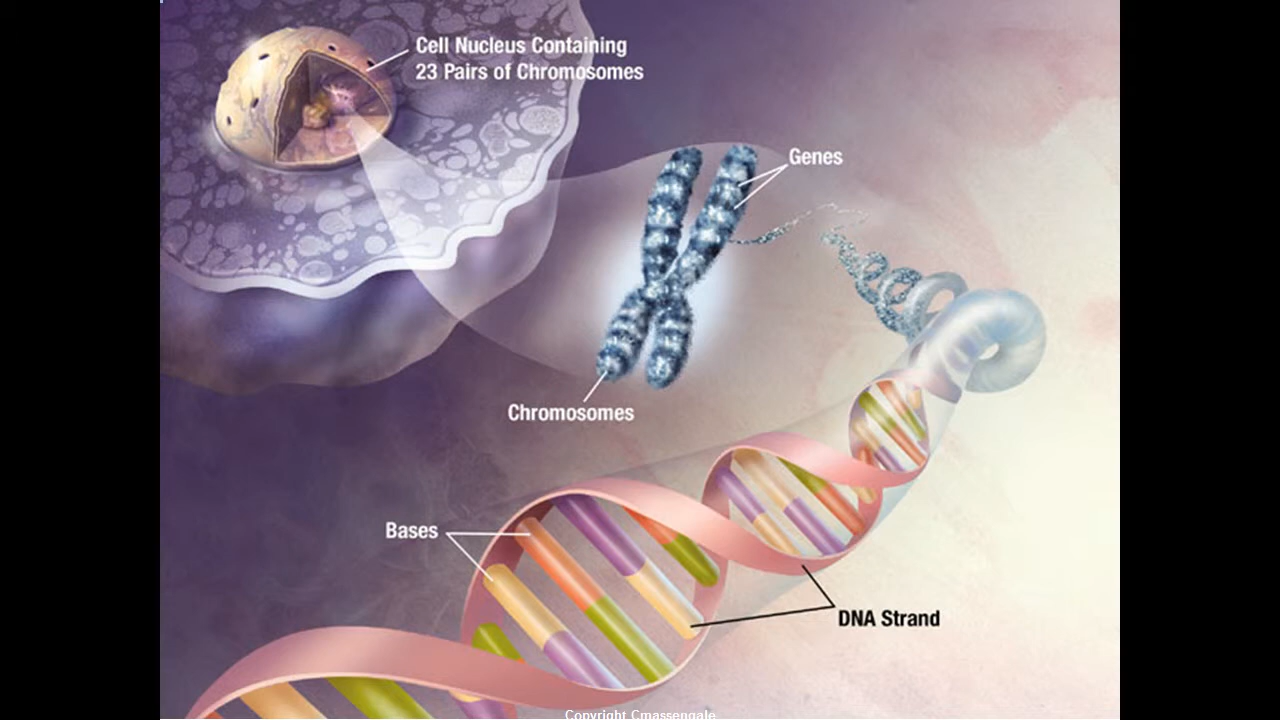 Cell Nucleus Containing
23 Pairs of Chromosomes
Genes
Chromosomes
Bases
DNA Strand
Copyright Cmassengale